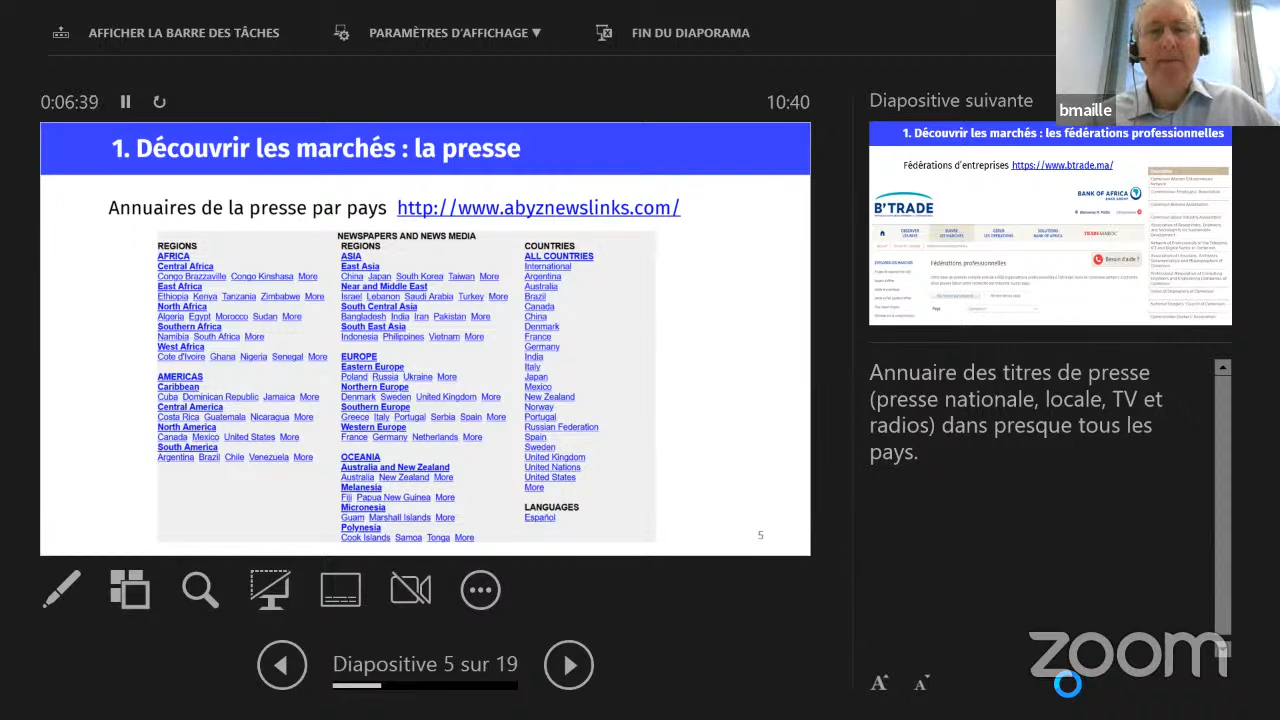 AFFICHER LA BARRE DES TÂCHES
PARAMÈTRES D'AFFICHAGE ▼
FIN DU DIAPORAMA
bmaille
0:06:39
10:40
1. Découvrir les marchés : la presse
Annuaires de la presse par pays http://www.abyznewslinks.com/
NEWSPAPERS AND NEWS M
REGIONS
AFRICA
Central Africa
Congo Brazzaville Congo Kinshasa More
East Africa
Ethiopia Kenya Tanzania Zimbabwe More
North Africa
Algeria Egypt Morocco Sudan More
Southern Africa
Namibia South Africa More
West Africa
Cote d'Ivoire Ghana Nigeria Senegal More
AMERICAS
Caribbean
Cuba Dominican Republic Jamaica More
Central America
Costa Rica Guatemala Nicaragua More
North America
Canada Mexico United States More
South America
Argentina Brazil Chile Venezuela More
REGIONS
ASIA
East Asia
China Japan South Korea Taiwan More
Near and Middle East
Israel Lebanon Saudi Arabia Turkey More
South Central Asia
Bangladesh India Iran Pakistan More
South East Asia
Indonesia Philippines Vietnam More
EUROPE
Eastern Europe
Poland Russia Ukraine More
Northern Europe
Denmark Sweden United Kingdom More
Southern Europe
Greece Italy Portugal Serbia Spain More
Western Europe
France Germany Netherlands More
OCEANIA
Australia and New Zealand
Australia New Zealand More
Melanesia
Fiji Papua New Guinea More
Micronesia
Guam Marshall Islands More
Polynesia
Cook Islands Samoa Tonga More
COUNTRIES
ALL COUNTRIES
International
Argentina
Australia
Brazil
Canada
China
Denmark
France
Germany
India
Italy
Japan
Mexico
New Zealand
Norway
Portugal
Russian Federation
Spain
Sweden
United Kingdom
United Nations
United States
More
LANGUAGES
Español
5
Diapositive 5 sur 19
Diapositive suivante
1. Découvrir les marchés : les fédérations professionnelles
Fédérations d'entreprises https://www.btrade.ma/
BANK OF AFRICA
B'TRADE
Fédérations professionnelles
Besoin d'aide ?
Annuaire des titres de presse
(presse nationale, locale, TV et
radios) dans presque tous les
pays.
A A
zoom